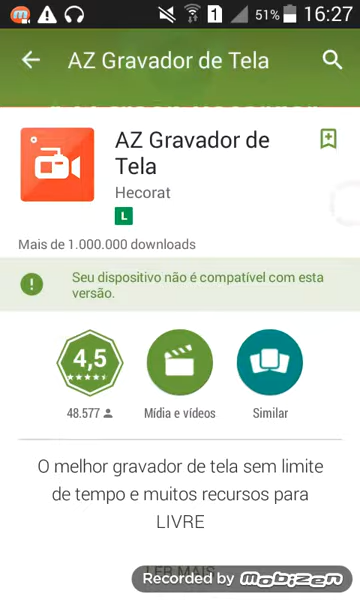 1 51% 16:27
AZ Gravador de Tela
AZ Gravador de
Tela
Hecorat
L
Mais de 1.000.000 downloads
Seu dispositivo não é compatível com esta
versão.
4,5
48.577 Mídia e vídeos Similar
O melhor gravador de tela sem limite
de tempo e muitos recursos para
LIVRE
LER MAIS
Recorded by mobizen